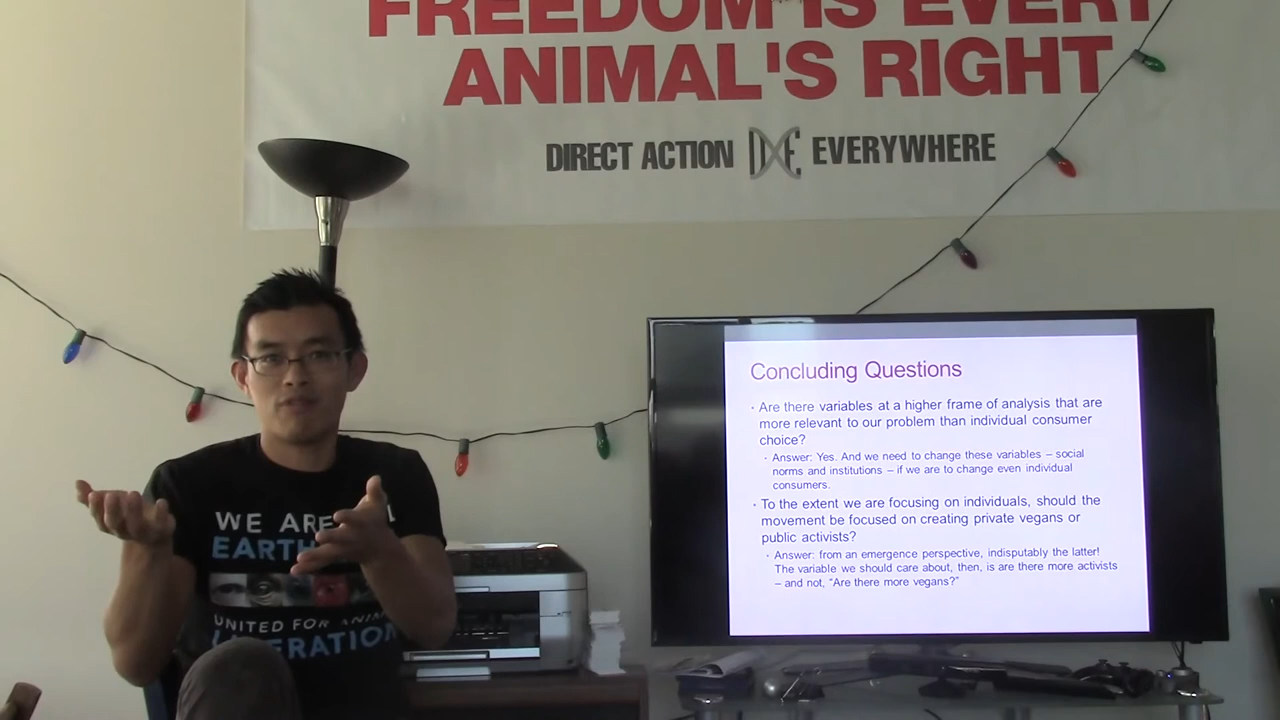 FREEDOM IS EVERY
ANIMAL'S RIGHT
DIRECT ACTION DXE EVERYWHERE
WE ARE
EARTH
UNITED FOR ANIM
LIBERATION
Concluding Questions
· Are there variables at a higher frame of analysis that are
more relevant to our problem than individual consumer
choice?
· Answer: Yes. And we need to change these variables – social
norms and institutions – if we are to change even individual
consumers.
· To the extent we are focusing on individuals, should the
movement be focused on creating private vegans or
public activists?
· Answer: from an emergence perspective, indisputably the latter!
The variable we should care about, then, is are there more activists
– and not, “Are there more vegans?”